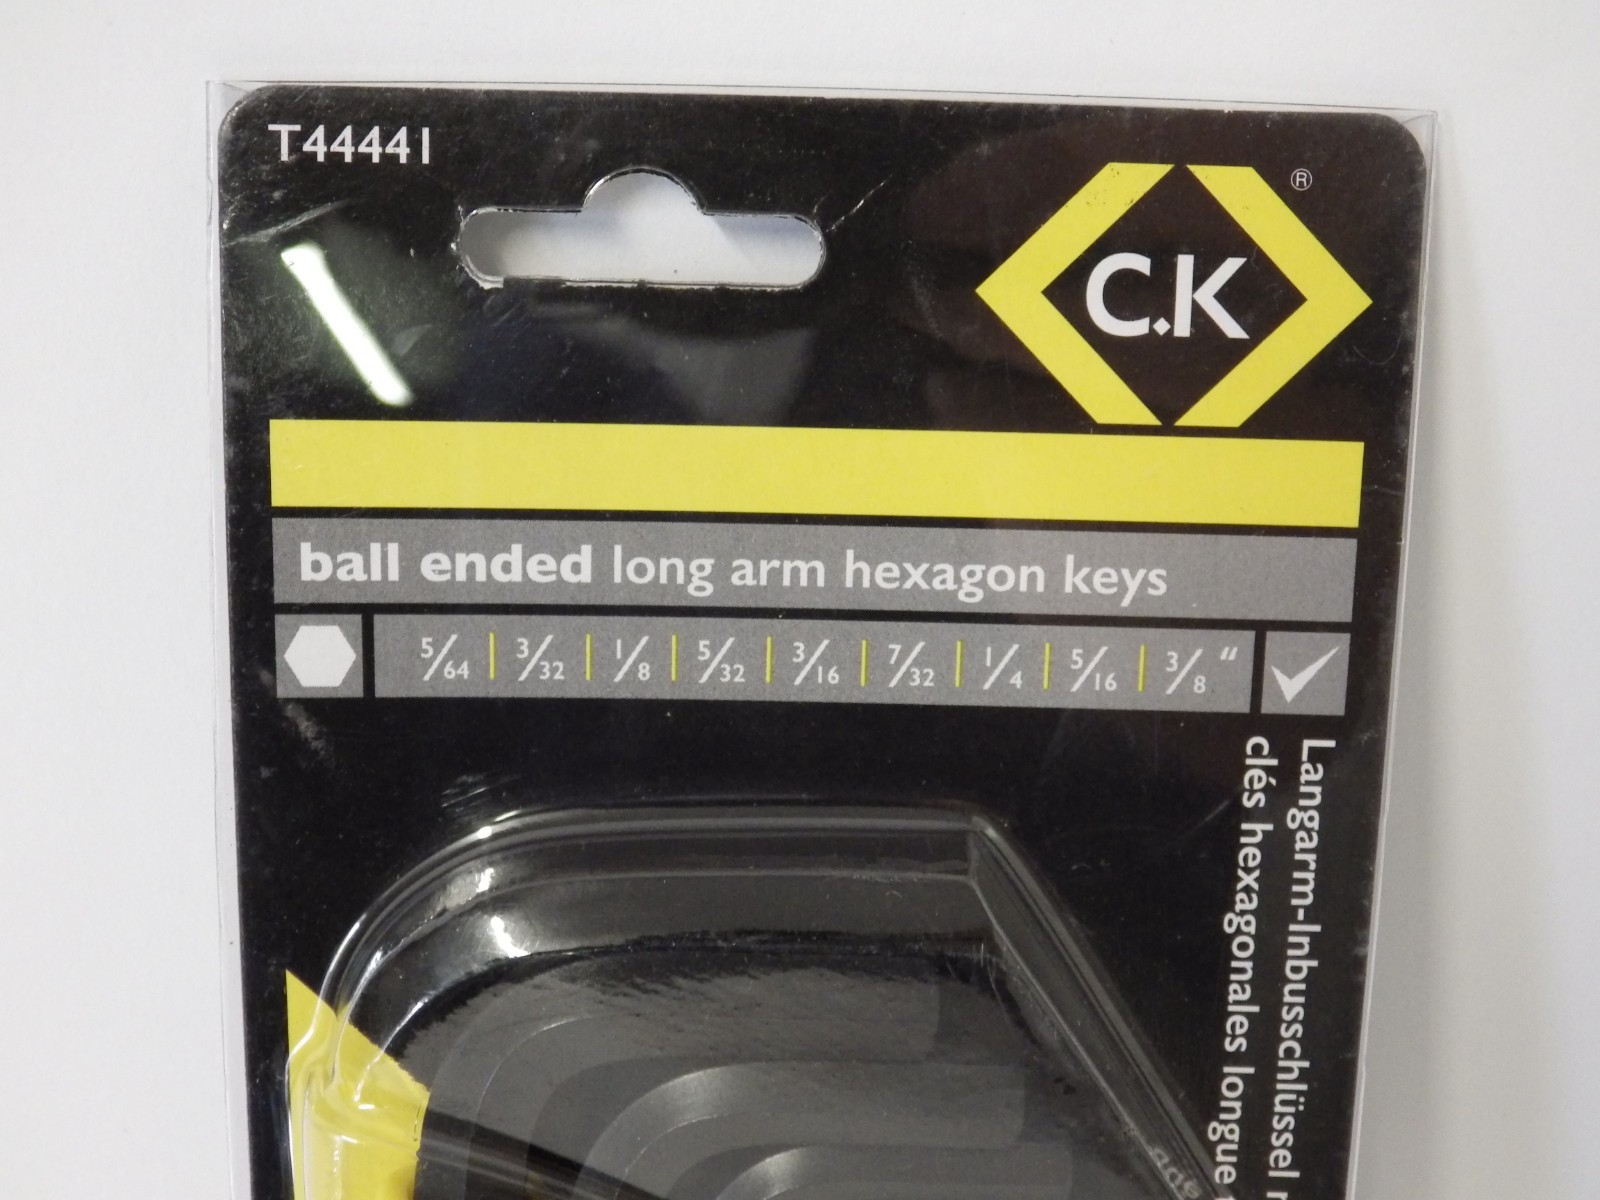 T44441
®
C.K
ball ended long arm hexagon keys
5/64 | 3/32 | 1/8 | 5/32 | 3/16 | 7/32 | 1/4 | 5/16 | 3/8 "
Langarm-Inbusschlüssel
clés hexagonales longue